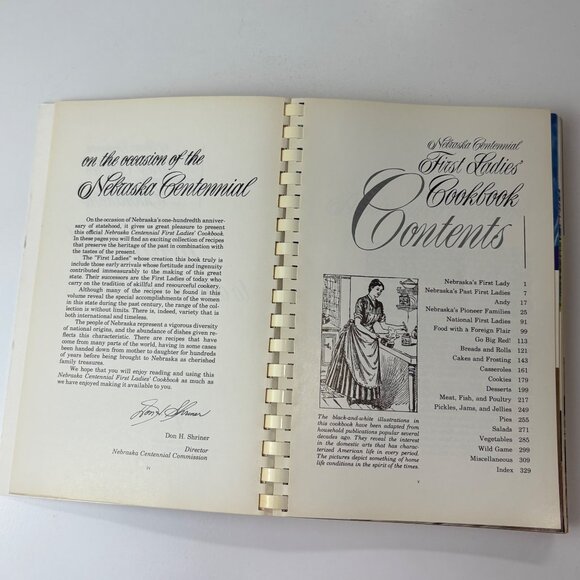 on the occasion of the
Nebraska Centennial
On the occasion of Nebraska's one-hundredth anniver-
sary of statehood, it gives us great pleasure to present
this official Nebraska Centennial First Ladies' Cookbook.
In these pages you will find an exciting collection of recipes
that preserve the heritage of the past in combination with
the tastes of the present.
The "First Ladies" whose creation this book truly is
include those early arrivals whose fortitude and ingenuity
contributed immeasurably to the making of this great
state. Their successors are the First Ladies of today who
carry on the tradition of skillful and resourceful cookery.
Although many of the recipes to be found in this
volume reveal the special accomplishments of the women
in this state during the past century, the range of the col-
lection is without limits. There is, indeed, variety that is
both international and timeless.
The people of Nebraska represent a vigorous diversity
of national origins, and the abundance of dishes given re-
flects this characteristic. There are recipes that have come
from many parts of the world, having in some cases
been handed down from mother to daughter for hundreds
of years before being brought to Nebraska as cherished
family treasures.
We hope that you will enjoy reading and using this
Nebraska Centennial First Ladies' Cookbook as much as
we have enjoyed making it available to you.
Don H. Shriner
Don H. Shriner
Director
Nebraska Centennial Commission
iv
Nebraska Centennial
First Ladies'
Cookbook
Contents
Nebraska's First Lady 1
Nebraska's Past First Ladies 7
Andy 17
Nebraska's Pioneer Families 25
National First Ladies 91
Food with a Foreign Flair 99
Go Big Red! 113
Breads and Rolls 121
Cakes and Frosting 143
Casseroles 161
Cookies 179
Desserts 199
Meat, Fish, and Poultry 217
Pickles, Jams, and Jellies 249
Pies 255
Salads 271
Vegetables 285
Wild Game 299
Miscellaneous 309
Index 329
The black-and-white illustrations in
this cookbook have been adapted from
household publications popular several
decades ago. They reveal the interest
in the domestic arts that has charac-
terized American life in every period.
The pictures depict something of home
life conditions in the spirit of the times.
v